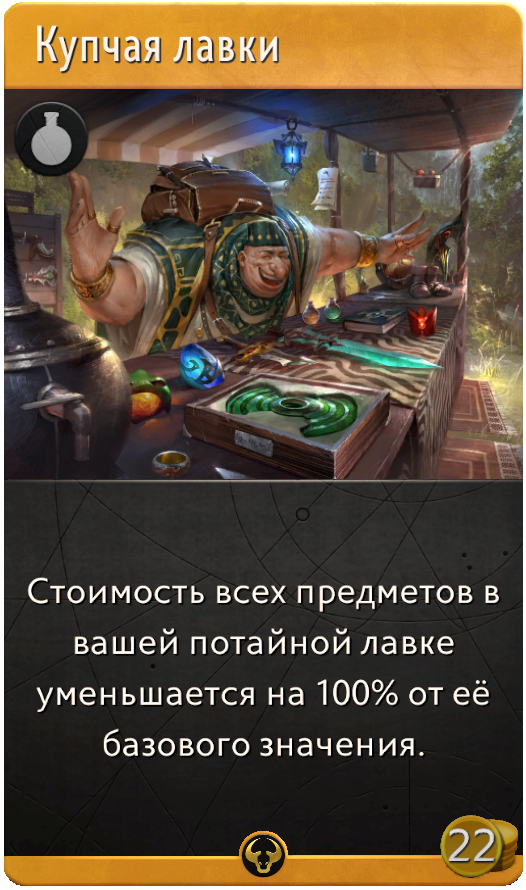 Купчая лавки
Стоимость всех предметов в
вашей потайной лавке
уменьшается на 100% от её
базового значения.
22